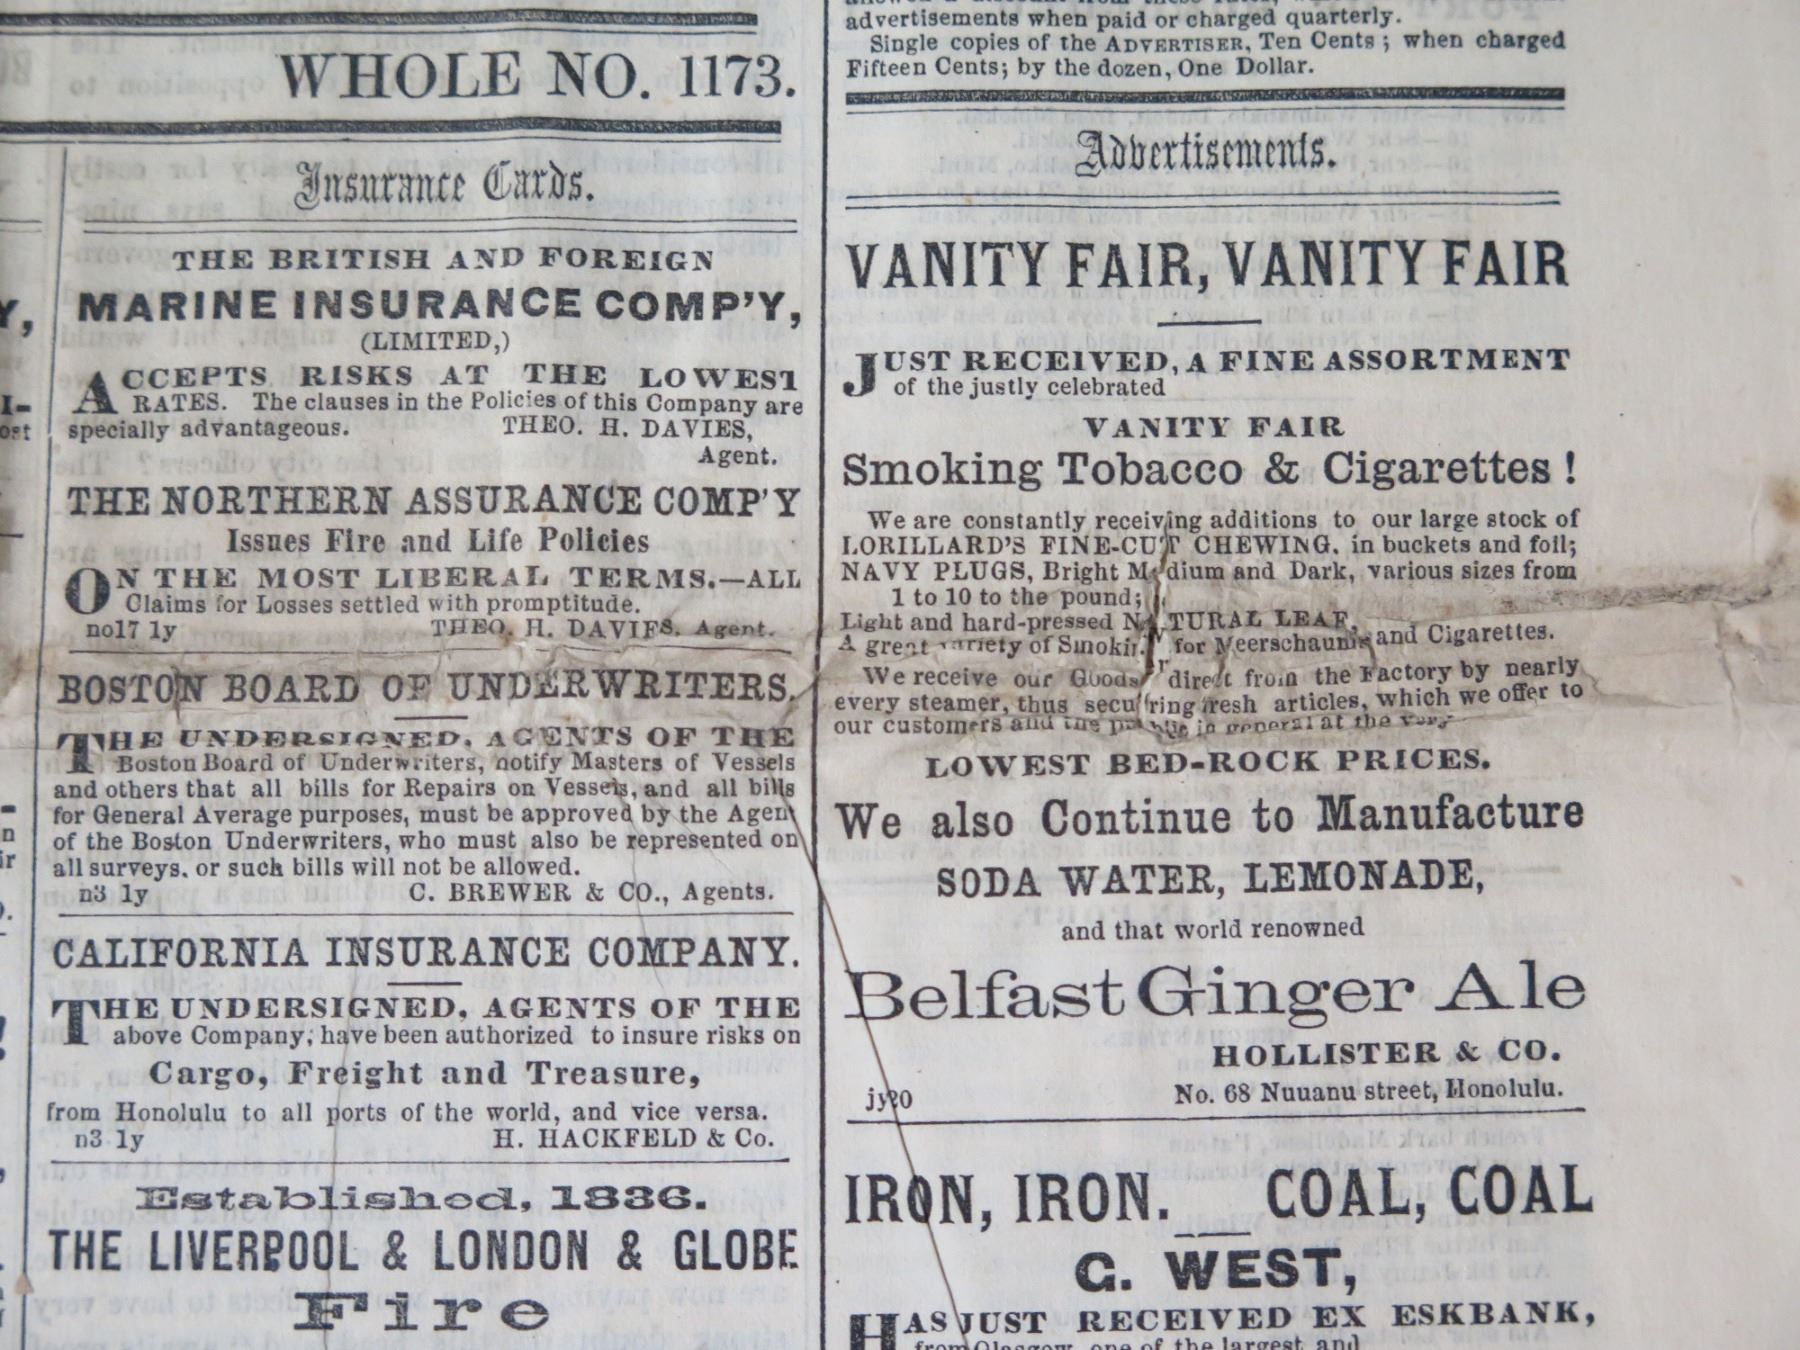 WHOLE NO. 1173.
Insurance Cards.
THE BRITISH AND FOREIGN
MARINE INSURANCE COMP'Y,
(LIMITED,)
ACCEPTS RISKS AT THE LOWEST
RATES. The clauses in the Policies of this Company are
specially advantageous. THEO. H. DAVIES,
Agent.
THE NORTHERN ASSURANCE COMP'Y
Issues Fire and Life Policies
ON THE MOST LIBERAL TERMS.—ALL
Claims for Losses settled with promptitude.
no17 1y THEO. H. DAVIES. Agent.
BOSTON BOARD OF UNDERWRITERS.
THE UNDERSIGNED, AGENTS OF THE
Boston Board of Underwriters, notify Masters of Vessels
and others that all bills for Repairs on Vessels, and all bills
for General Average purposes, must be approved by the Agent
of the Boston Underwriters, who must also be represented on
all surveys, or such bills will not be allowed.
n3 1y C. BREWER & CO., Agents.
CALIFORNIA INSURANCE COMPANY.
THE UNDERSIGNED, AGENTS OF THE
above Company, have been authorized to insure risks on
Cargo, Freight and Treasure,
from Honolulu to all ports of the world, and vice versa.
n3 1y H. HACKFELD & Co.
Established, 1836.
THE LIVERPOOL & LONDON & GLOBE
Fire
advertisements when paid or charged quarterly.
Single copies of the ADVERTISER, Ten Cents; when charged
Fifteen Cents; by the dozen, One Dollar.
Advertisements.
VANITY FAIR, VANITY FAIR
JUST RECEIVED, A FINE ASSORTMENT
of the justly celebrated
VANITY FAIR
Smoking Tobacco & Cigarettes!
We are constantly receiving additions to our large stock of
LORILLARD'S FINE-CUT CHEWING, in buckets and foil;
NAVY PLUGS, Bright Medium and Dark, various sizes from
1 to 10 to the pound;
Light and hard-pressed NATURAL LEAF,
A great variety of Smoking for Meerschaums and Cigarettes.
We receive our Goods direct from the Factory by nearly
every steamer, thus securing fresh articles, which we offer to
our customers and the public in general at the very
LOWEST BED-ROCK PRICES.
We also Continue to Manufacture
SODA WATER, LEMONADE,
and that world renowned
Belfast Ginger Ale
HOLLISTER & CO.
jy20 No. 68 Nuuanu street, Honolulu.
IRON, IRON. COAL, COAL
G. WEST,
HAS JUST RECEIVED EX ESKBANK,
from Glasgow, one of the largest and